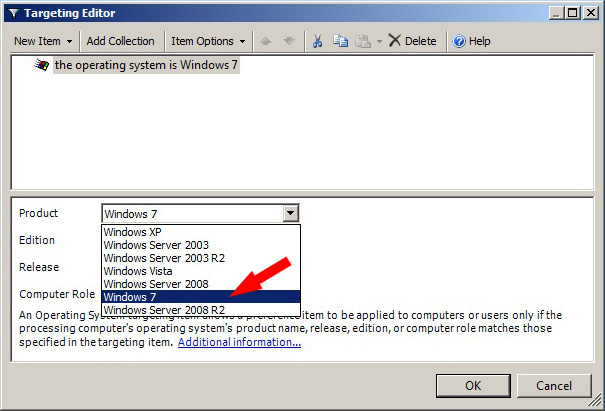 Targeting Editor
New Item Add Collection Item Options Delete Help
the operating system is Windows 7
Product Windows 7
Windows XP
Edition Windows Server 2003
Windows Server 2003 R2
Release Windows Vista
Windows Server 2008
Computer Role Windows 7
Windows Server 2008 R2
An Operating System targeting item allows a preference item to be applied to computers or users only if the
processing computer's operating system's product name, release, edition, or computer role matches those
specified in the targeting item. Additional information...
OK Cancel